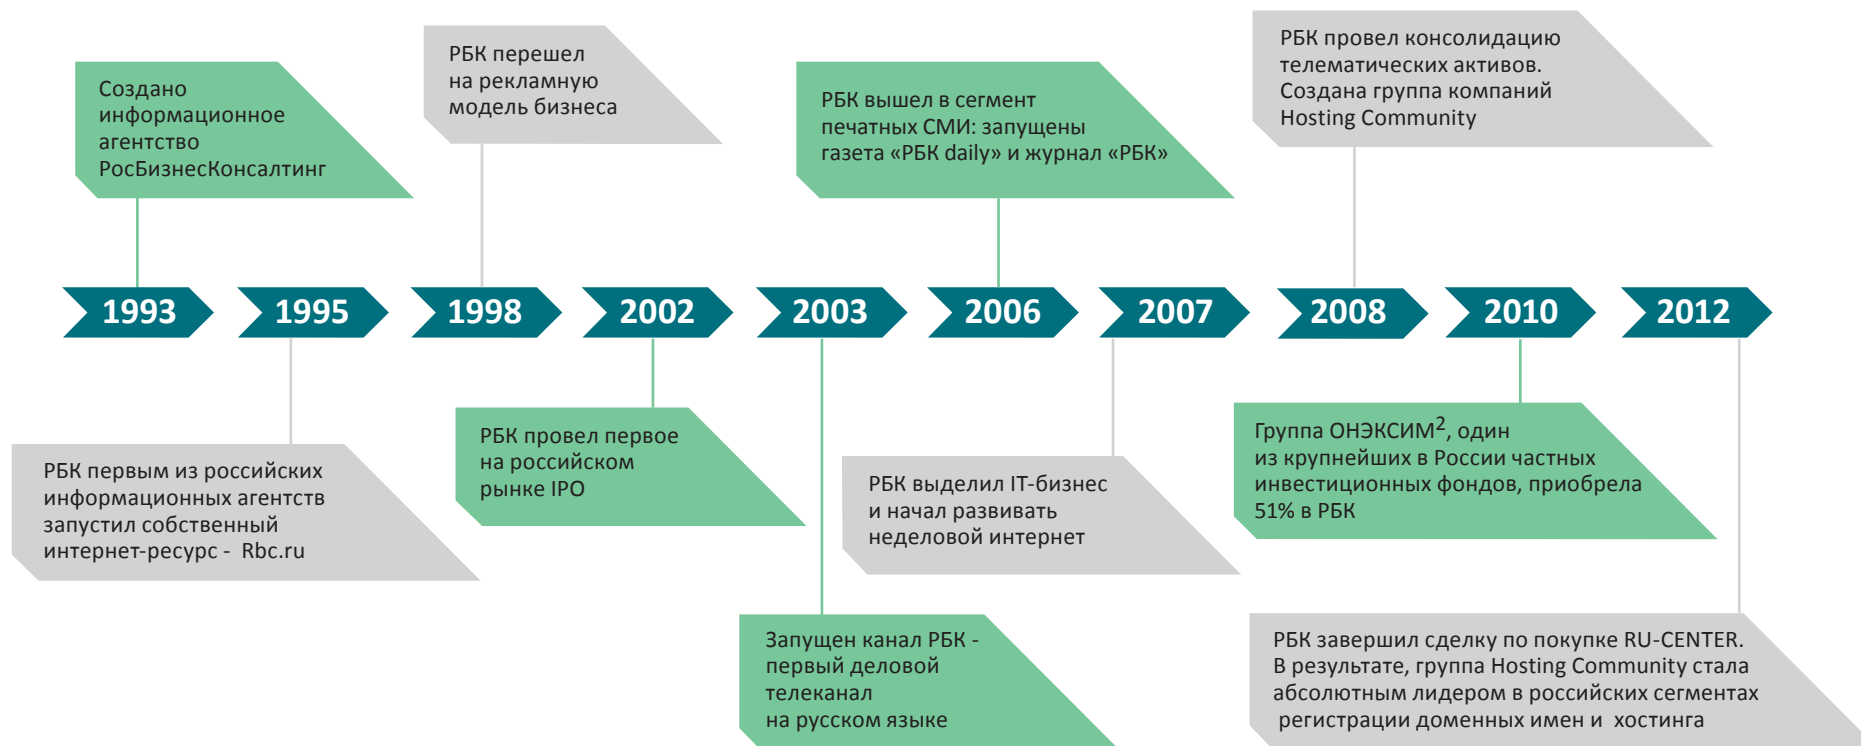 Создано
информационное
агентство
РосБизнесКонсалтинг
РБК перешел
на рекламную
модель бизнеса
РБК вышел в сегмент
печатных СМИ: запущены
газета «РБК daily» и журнал «РБК»
РБК провел консолидацию
телематических активов.
Создана группа компаний
Hosting Community
1993
1995
1998
2002
2003
2006
2007
2008
2010
2012
РБК первым из российских
информационных агентств
запустил собственный
интернет-ресурс - Rbc.ru
РБК провел первое
на российском
рынке IPO
Запущен канал РБК -
первый деловой
телеканал
на русском языке
РБК выделил IT-бизнес
и начал развивать
неделовой интернет
Группа ОНЭКСИМ², один
из крупнейших в России частных
инвестиционных фондов, приобрела
51% в РБК
РБК завершил сделку по покупке RU-CENTER.
В результате, группа Hosting Community стала
абсолютным лидером в российских сегментах
регистрации доменных имен и хостинга